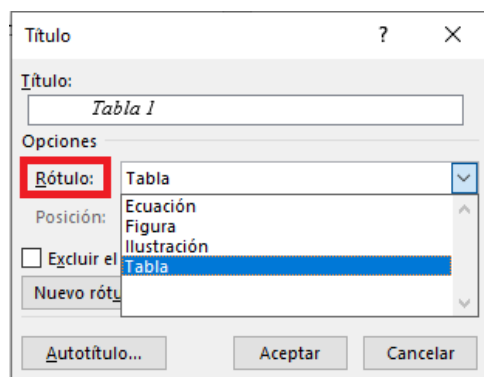 Título ?
Título:
Tabla 1
Opciones
Rótulo: Tabla
Posición:
Ecuación
Figura
Ilustración
Tabla
Excluir el
Nuevo rótu
Autotítulo... Aceptar Cancelar